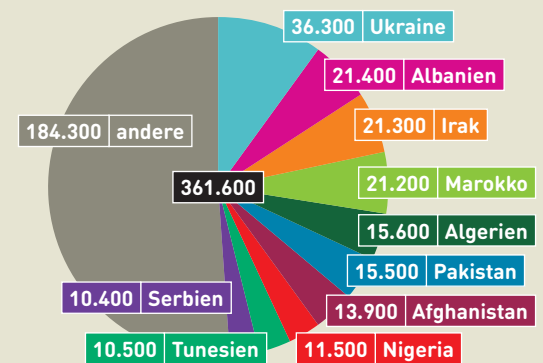 36.300 Ukraine
21.400 Albanien
21.300 Irak
21.200 Marokko
15.600 Algerien
15.500 Pakistan
13.900 Afghanistan
11.500 Nigeria
10.500 Tunesien
10.400 Serbien
184.300 andere
361.600